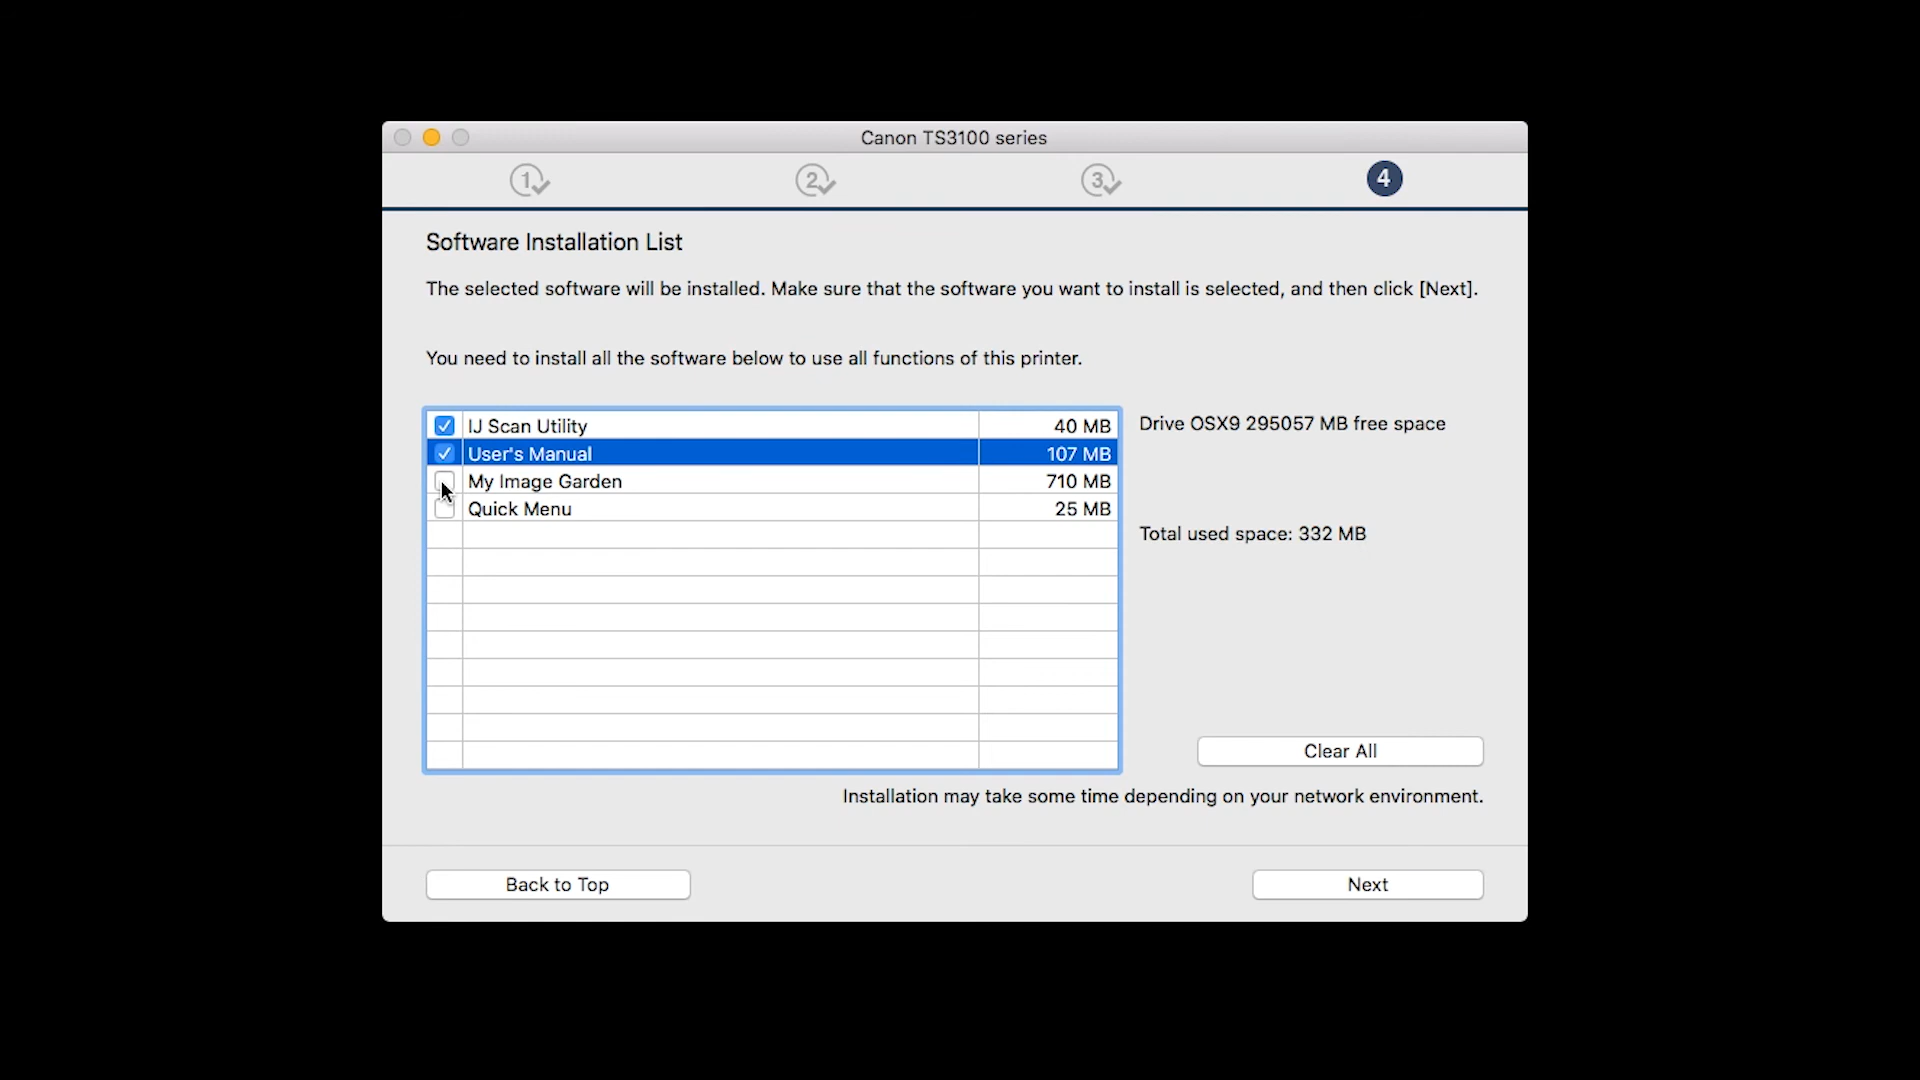 Canon TS3100 series
1
2
3
4
Software Installation List
The selected software will be installed. Make sure that the software you want to install is selected, and then click [Next].
You need to install all the software below to use all functions of this printer.
IJ Scan Utility 40 MB
User's Manual 107 MB
My Image Garden 710 MB
Quick Menu 25 MB
Drive OSX9 295057 MB free space
Total used space: 332 MB
Clear All
Installation may take some time depending on your network environment.
Back to Top
Next